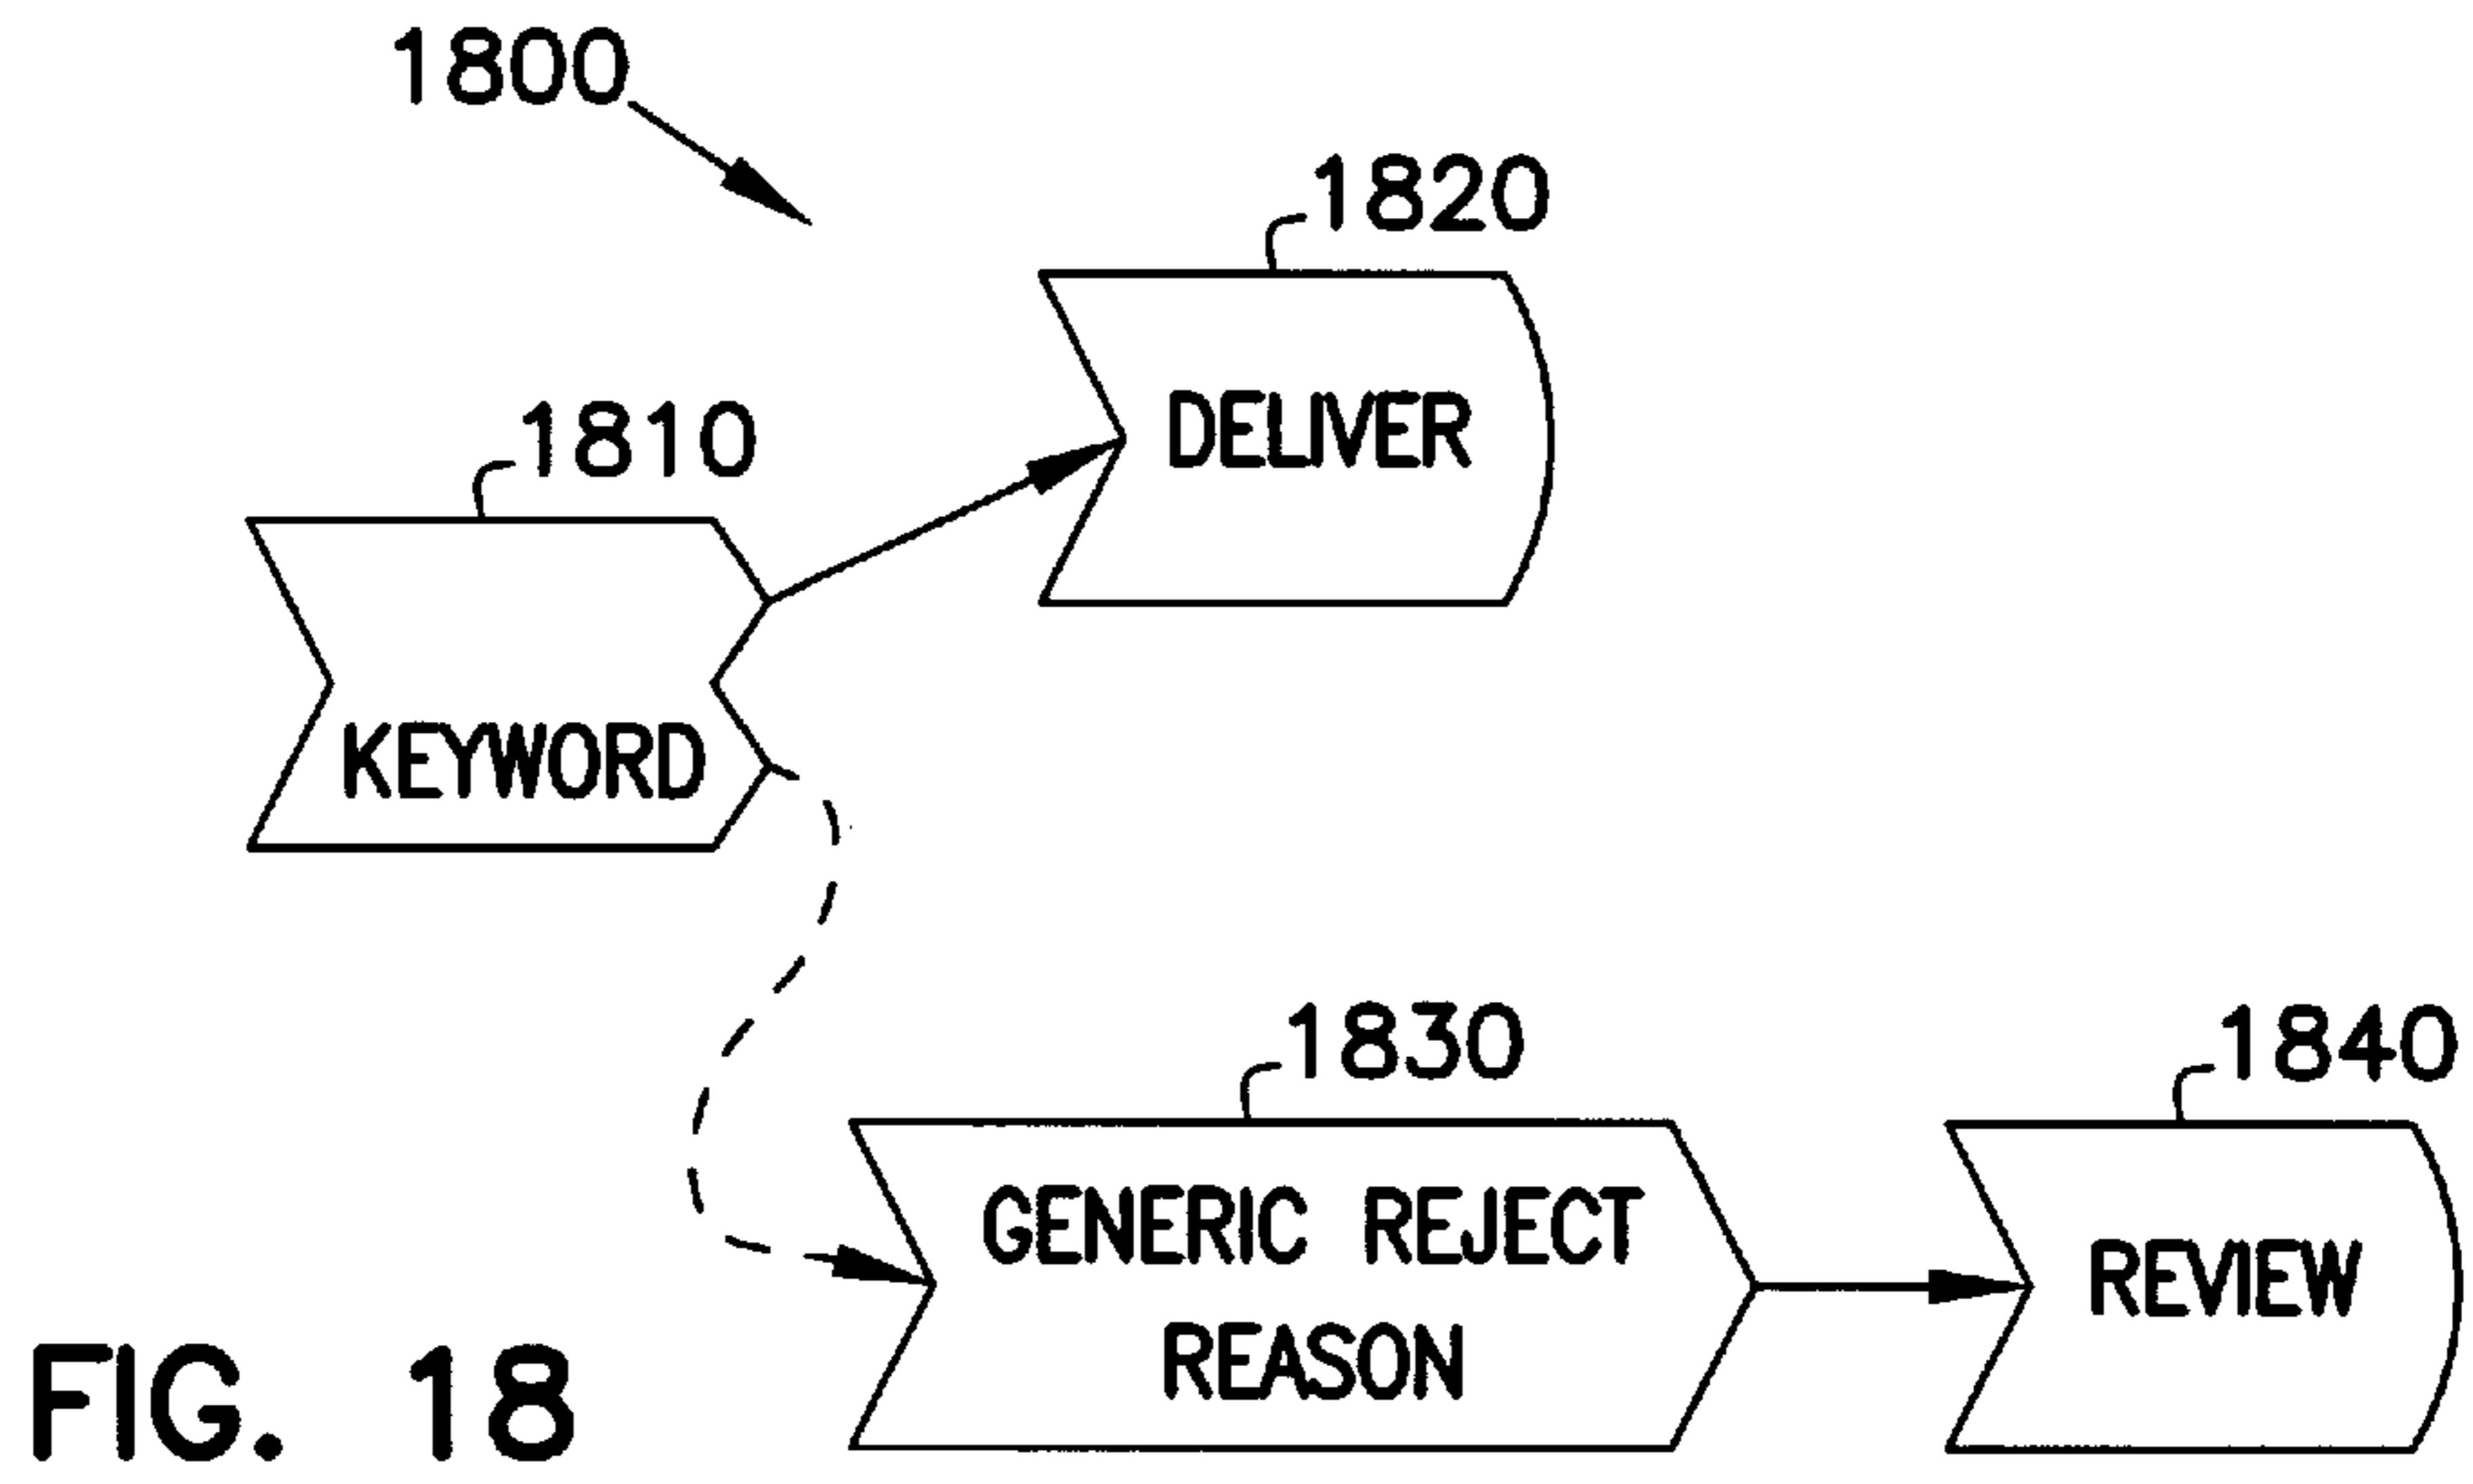 1800
1820
DELIVER
1810
KEYWORD
1830
1840
GENERIC REJECT
REASON
REVIEW
FIG. 18